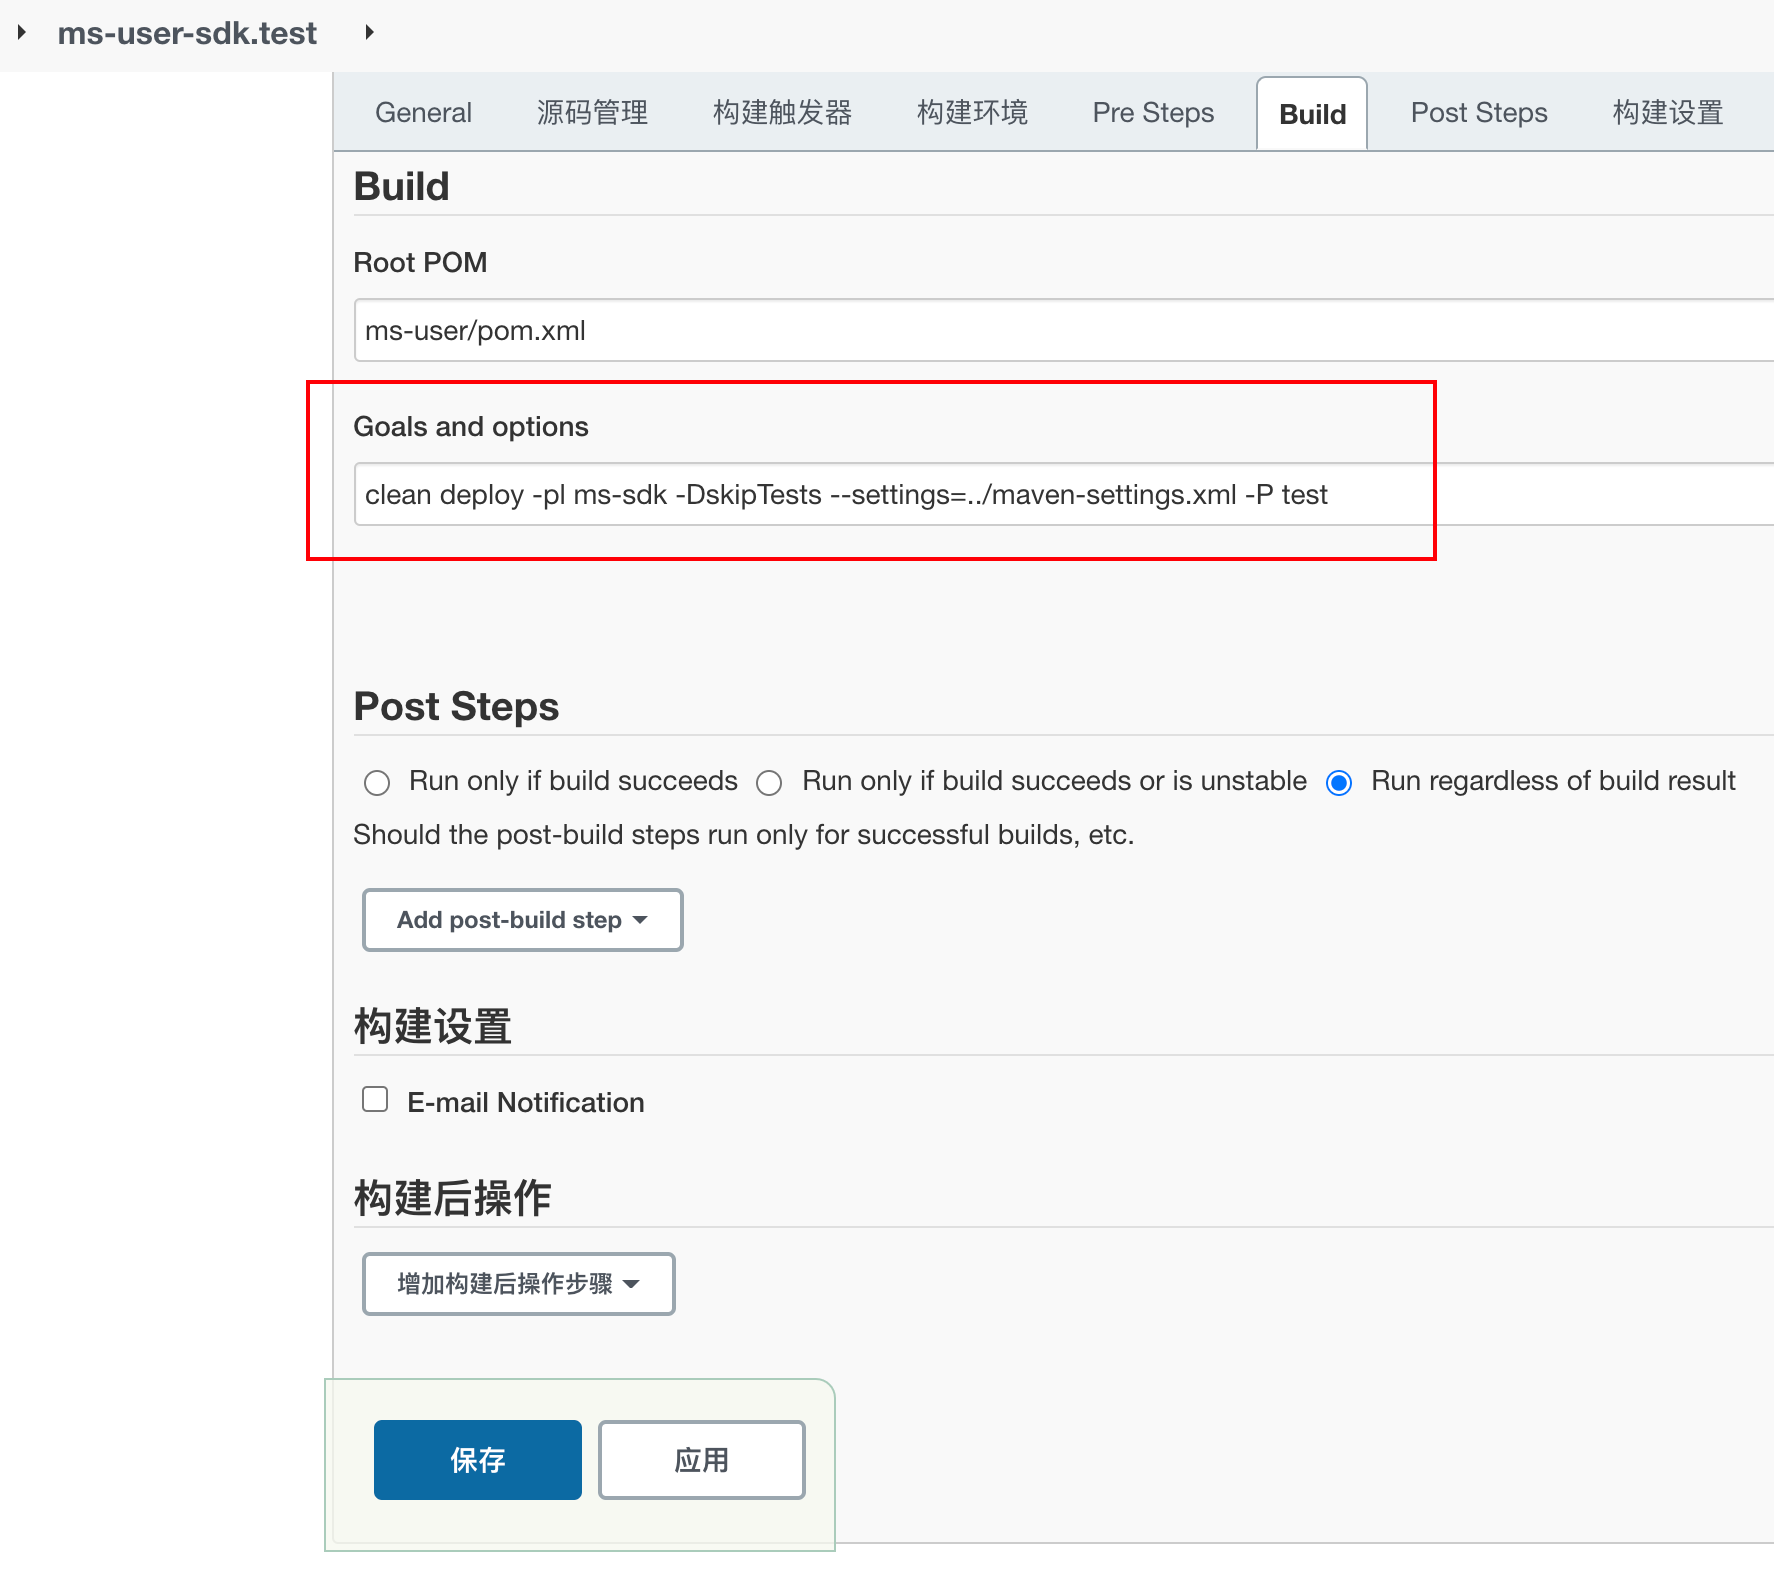 ms-user-sdk.test
General 源码管理 构建触发器 构建环境 Pre Steps Build Post Steps 构建设置
Build
Root POM
ms-user/pom.xml
Goals and options
clean deploy -pl ms-sdk -DskipTests --settings=../maven-settings.xml -P test
Post Steps
Run only if build succeeds Run only if build succeeds or is unstable Run regardless of build result
Should the post-build steps run only for successful builds, etc.
Add post-build step
构建设置
E-mail Notification
构建后操作
增加构建后操作步骤
保存 应用